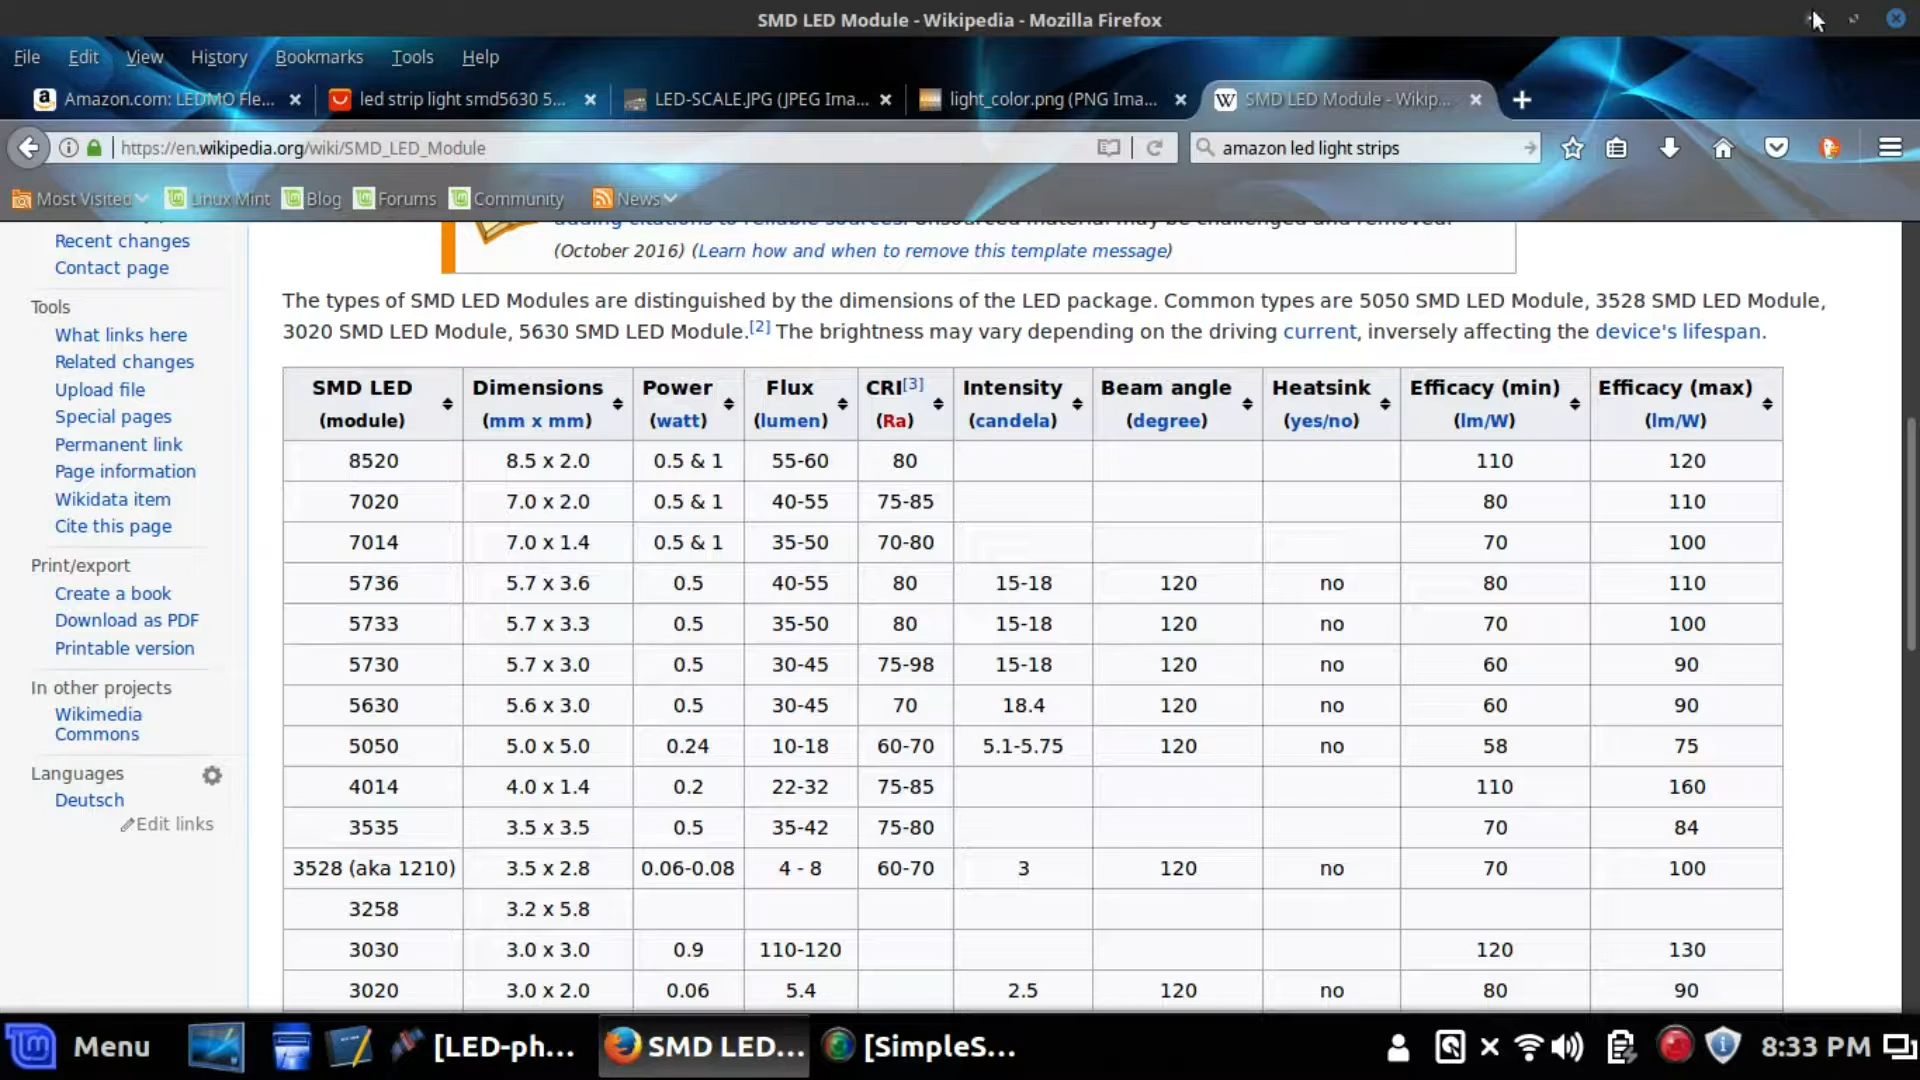 SMD LED Module - Wikipedia - Mozilla Firefox
File Edit View History Bookmarks Tools Help
Amazon.com: LEDMO Fle... led strip light smd5630 5... LED-SCALE.JPG (JPEG Ima... light_color.png (PNG Ima... SMD LED Module - Wikip...
https://en.wikipedia.org/wiki/SMD_LED_Module amazon led light strips
Most Visited Linux Mint Blog Forums Community News
adding citations to reliable sources. Unsourced material may be challenged and removed.
(October 2016) (Learn how and when to remove this template message)
Recent changes
Contact page
Tools
What links here
Related changes
Upload file
Special pages
Permanent link
Page information
Wikidata item
Cite this page
Print/export
Create a book
Download as PDF
Printable version
In other projects
Wikimedia
Commons
Languages
Deutsch
Edit links
The types of SMD LED Modules are distinguished by the dimensions of the LED package. Common types are 5050 SMD LED Module, 3528 SMD LED Module,
3020 SMD LED Module, 5630 SMD LED Module.[2] The brightness may vary depending on the driving current, inversely affecting the device's lifespan.
SMD LED Dimensions Power Flux CRI[3] Intensity Beam angle Heatsink Efficacy (min) Efficacy (max)
(module) (mm x mm) (watt) (lumen) (Ra) (candela) (degree) (yes/no) (lm/W) (lm/W)
8520 8.5 x 2.0 0.5 & 1 55-60 80 110 120
7020 7.0 x 2.0 0.5 & 1 40-55 75-85 80 110
7014 7.0 x 1.4 0.5 & 1 35-50 70-80 70 100
5736 5.7 x 3.6 0.5 40-55 80 15-18 120 no 80 110
5733 5.7 x 3.3 0.5 35-50 80 15-18 120 no 70 100
5730 5.7 x 3.0 0.5 30-45 75-98 15-18 120 no 60 90
5630 5.6 x 3.0 0.5 30-45 70 18.4 120 no 60 90
5050 5.0 x 5.0 0.24 10-18 60-70 5.1-5.75 120 no 58 75
4014 4.0 x 1.4 0.2 22-32 75-85 110 160
3535 3.5 x 3.5 0.5 35-42 75-80 70 84
3528 (aka 1210) 3.5 x 2.8 0.06-0.08 4 - 8 60-70 3 120 no 70 100
3258 3.2 x 5.8
3030 3.0 x 3.0 0.9 110-120 120 130
3020 3.0 x 2.0 0.06 5.4 2.5 120 no 80 90
Menu [LED-ph... SMD LED... [SimpleS... 8:33 PM